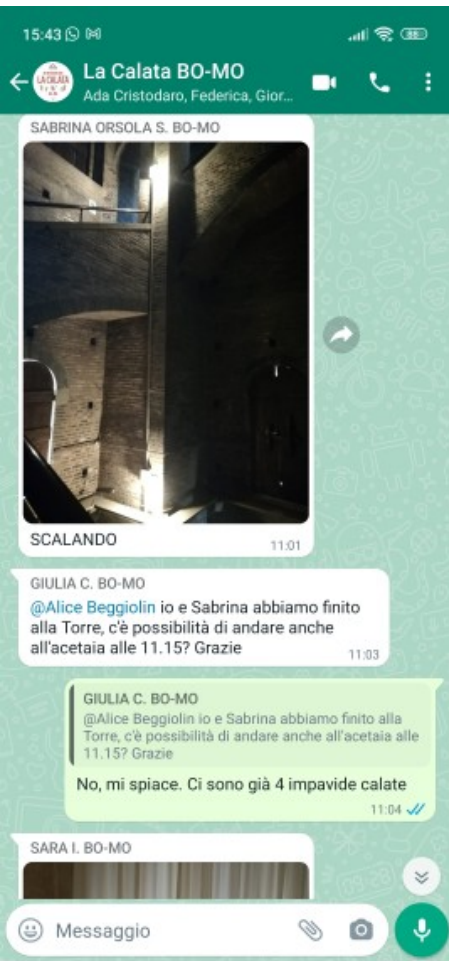 15:43
88
La Calata BO-MO
Ada Cristodaro, Federica, Gior...
SABRINA ORSOLA S. BO-MO
SCALANDO
11:01
GIULIA C. BO-MO
@Alice Beggiolin io e Sabrina abbiamo finito
alla Torre, c'è possibilità di andare anche
all'acetaia alle 11.15? Grazie
11:03
GIULIA C. BO-MO
@Alice Beggiolin io e Sabrina abbiamo finito alla
Torre, c'è possibilità di andare anche all'acetaia alle
11.15? Grazie
No, mi spiace. Ci sono già 4 impavide calate
11:04
SARA I. BO-MO
Messaggio